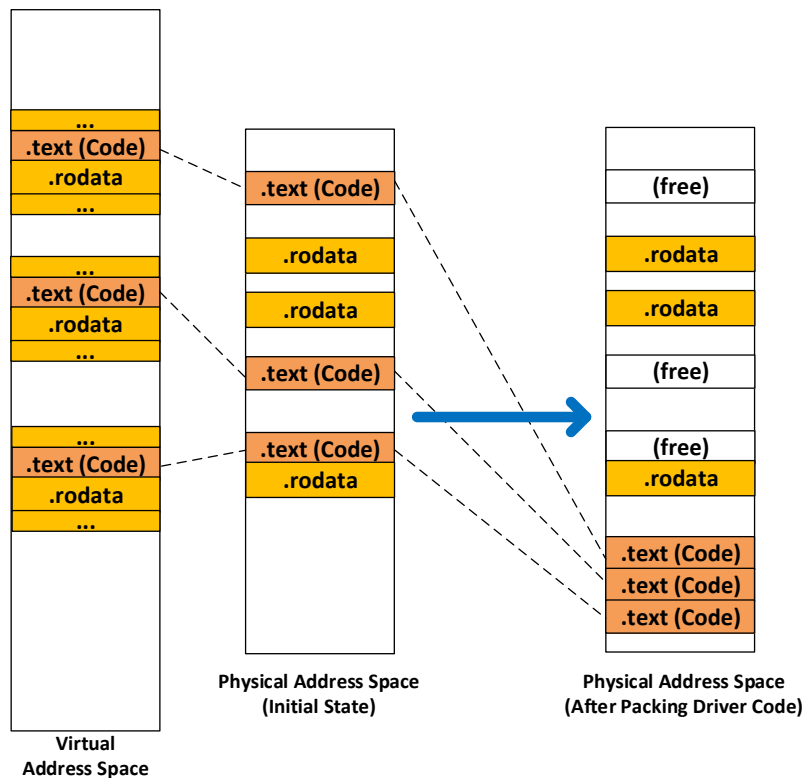 ...
.text (Code)
.rodata
...
...
.text (Code)
.rodata
...
...
.text (Code)
.rodata
...
Virtual
Address Space
.text (Code)
.rodata
.rodata
.text (Code)
.text (Code)
.rodata
Physical Address Space
(Initial State)
(free)
.rodata
.rodata
(free)
(free)
.rodata
.text (Code)
.text (Code)
.text (Code)
Physical Address Space
(After Packing Driver Code)